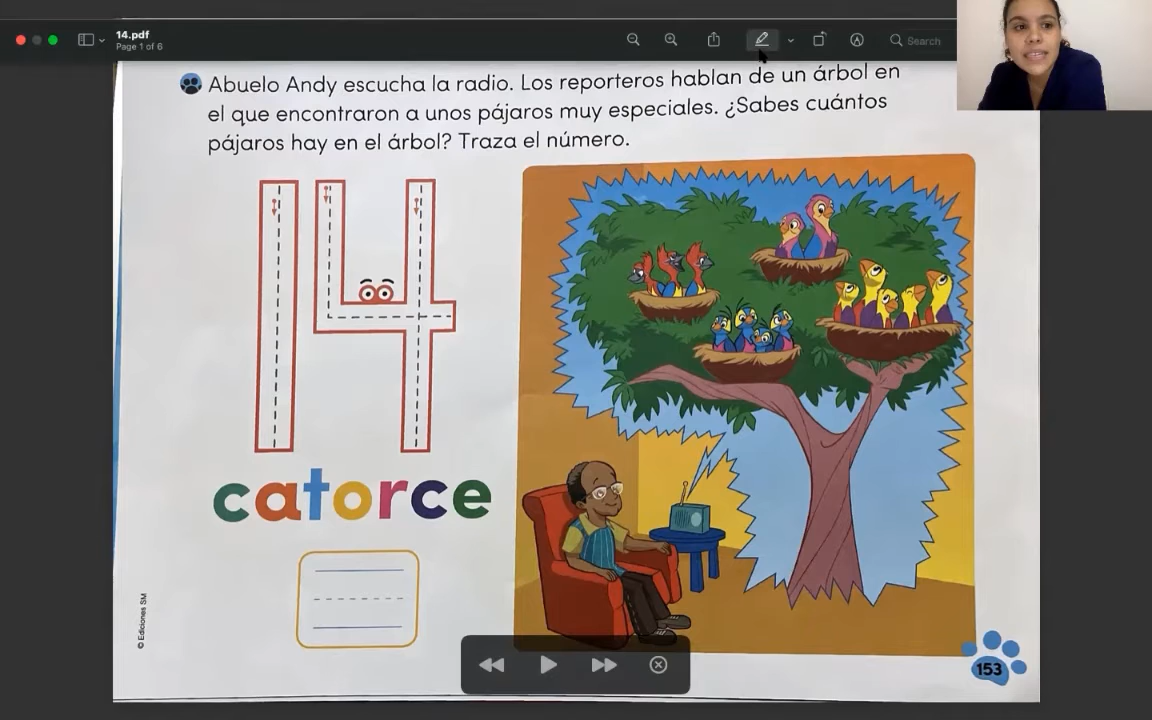 14.pdf
Page 1 of 6
Search
Abuelo Andy escucha la radio. Los reporteros hablan de un árbol en
el que encontraron a unos pájaros muy especiales. ¿Sabes cuántos
pájaros hay en el árbol? Traza el número.
14
catorce
© Ediciones SM
153